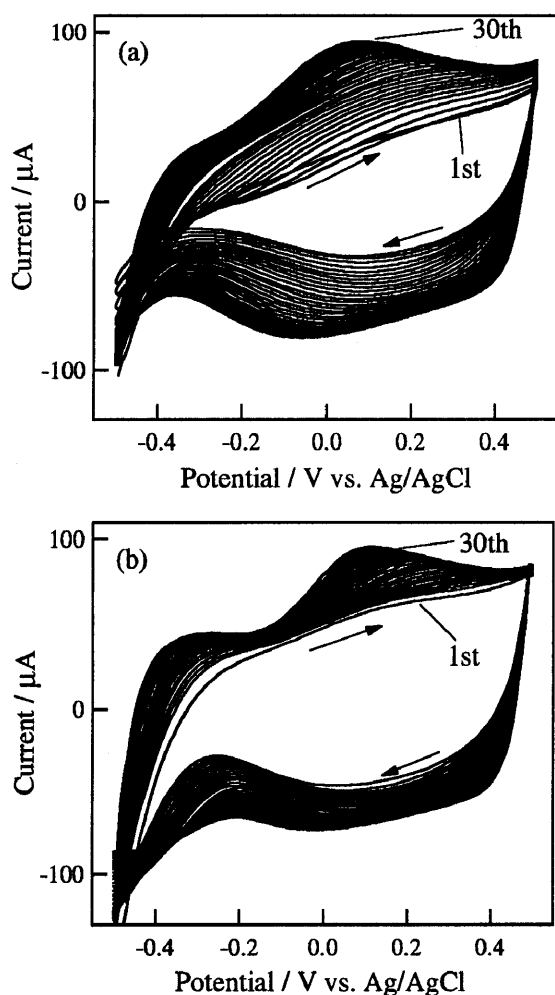 (a)
30th
1st
100
0
-100
Current / μA
-0.4 -0.2 0.0 0.2 0.4
Potential / V vs. Ag/AgCl
(b)
30th
1st
100
0
-100
Current / μA
-0.4 -0.2 0.0 0.2 0.4
Potential / V vs. Ag/AgCl